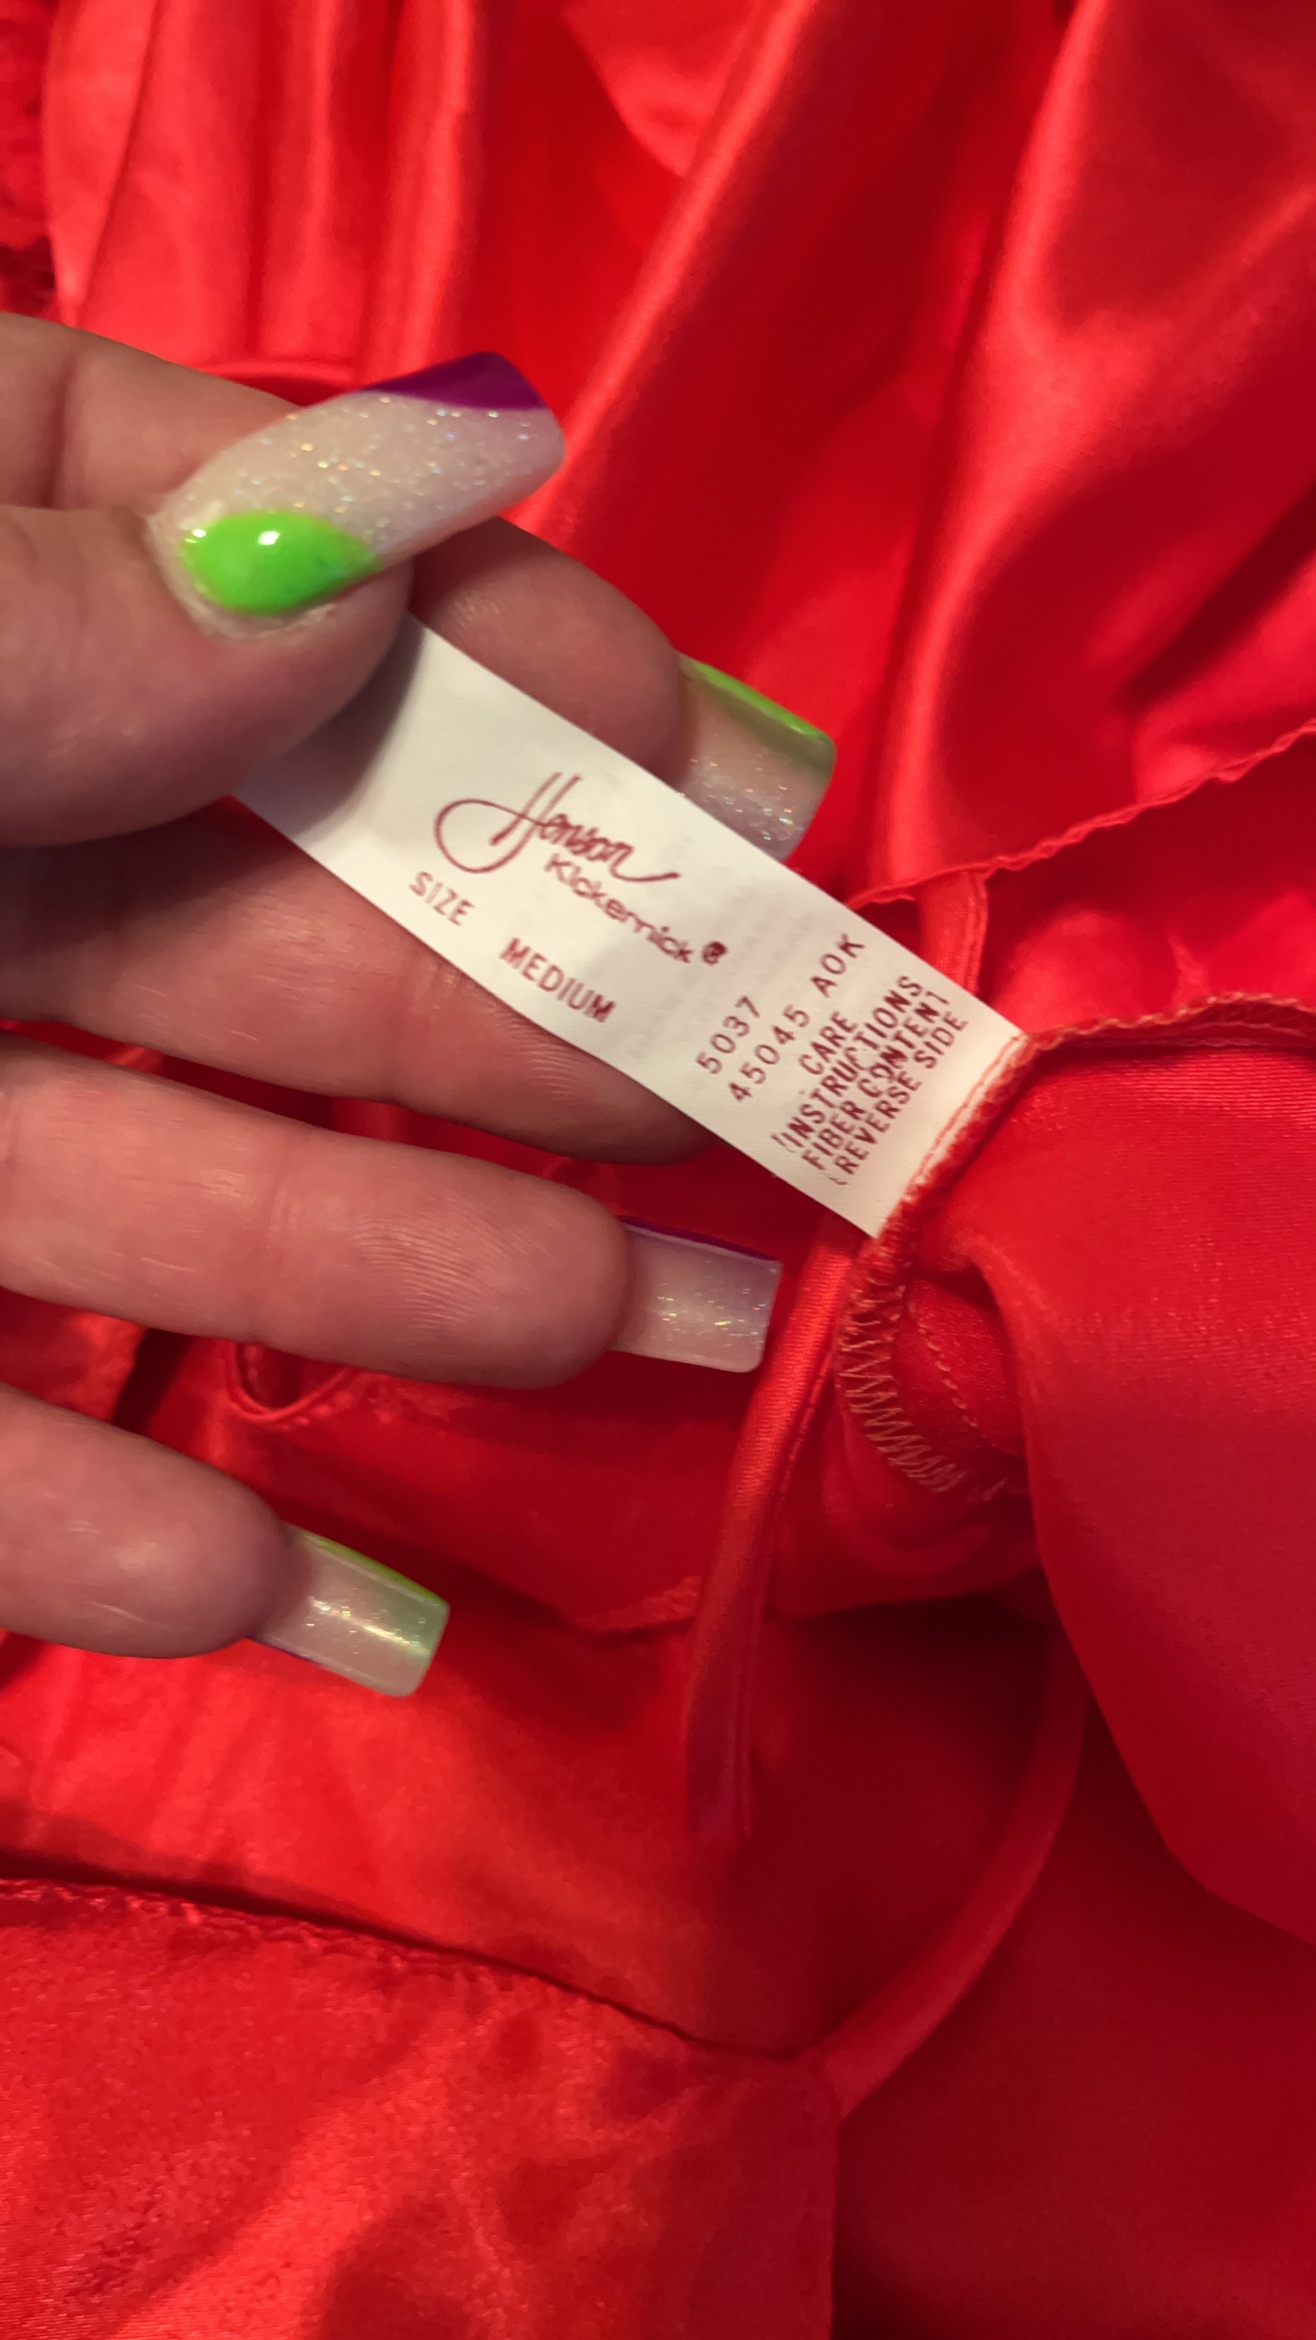 Henson
Kickernick®
SIZE MEDIUM
5037
45045 AOK
CARE
INSTRUCTIONS
FIBER CONTENT
REVERSE SIDE